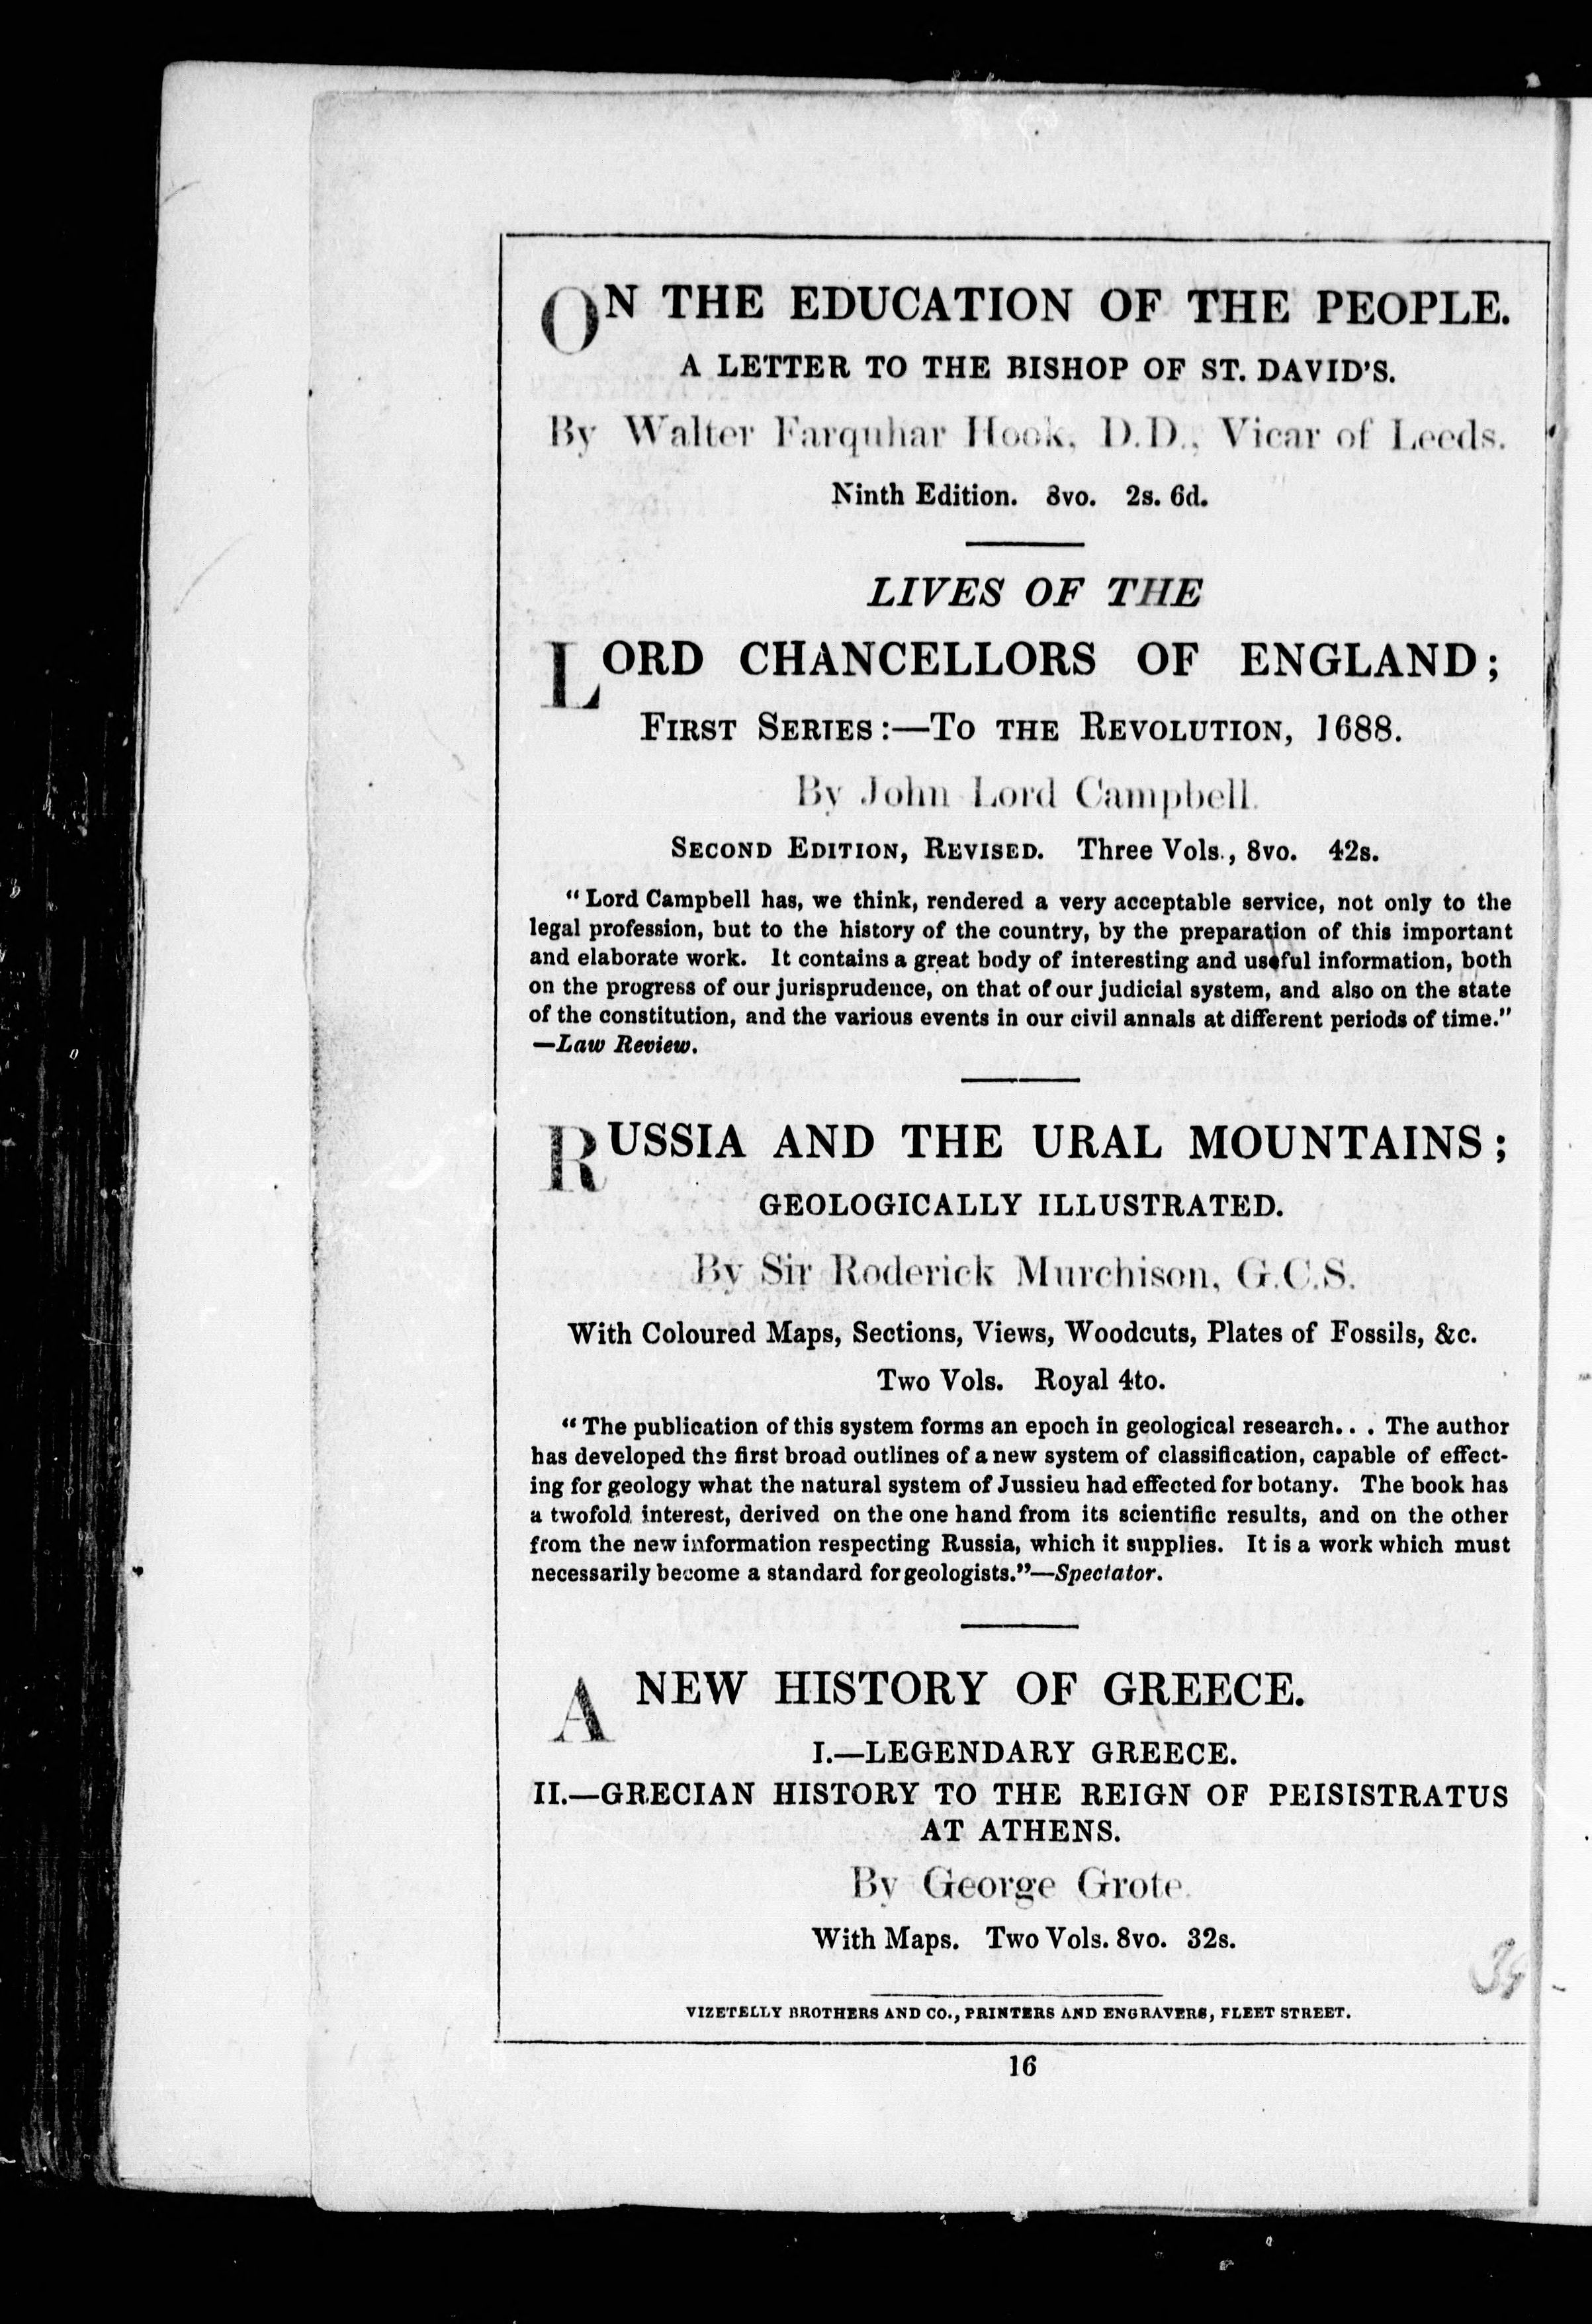 ON THE EDUCATION OF THE PEOPLE.
A LETTER TO THE BISHOP OF ST. DAVID'S.
By Walter Farquhar Hook, D.D., Vicar of Leeds.
Ninth Edition. 8vo. 2s. 6d.
LIVES OF THE
LORD CHANCELLORS OF ENGLAND;
FIRST SERIES:—TO THE REVOLUTION, 1688.
By John Lord Campbell.
SECOND EDITION, REVISED. Three Vols., 8vo. 42s.
"Lord Campbell has, we think, rendered a very acceptable service, not only to the
legal profession, but to the history of the country, by the preparation of this important
and elaborate work. It contains a great body of interesting and useful information, both
on the progress of our jurisprudence, on that of our judicial system, and also on the state
of the constitution, and the various events in our civil annals at different periods of time."
—Law Review.
RUSSIA AND THE URAL MOUNTAINS;
GEOLOGICALLY ILLUSTRATED.
By Sir Roderick Murchison, G.C.S.
With Coloured Maps, Sections, Views, Woodcuts, Plates of Fossils, &c.
Two Vols. Royal 4to.
"The publication of this system forms an epoch in geological research... The author
has developed the first broad outlines of a new system of classification, capable of effect-
ing for geology what the natural system of Jussieu had effected for botany. The book has
a twofold interest, derived on the one hand from its scientific results, and on the other
from the new information respecting Russia, which it supplies. It is a work which must
necessarily become a standard for geologists."—Spectator.
A NEW HISTORY OF GREECE.
I.—LEGENDARY GREECE.
II.—GRECIAN HISTORY TO THE REIGN OF PEISISTRATUS
AT ATHENS.
By George Grote.
With Maps. Two Vols. 8vo. 32s.
VIZETELLY BROTHERS AND CO., PRINTERS AND ENGRAVERS, FLEET STREET.
16